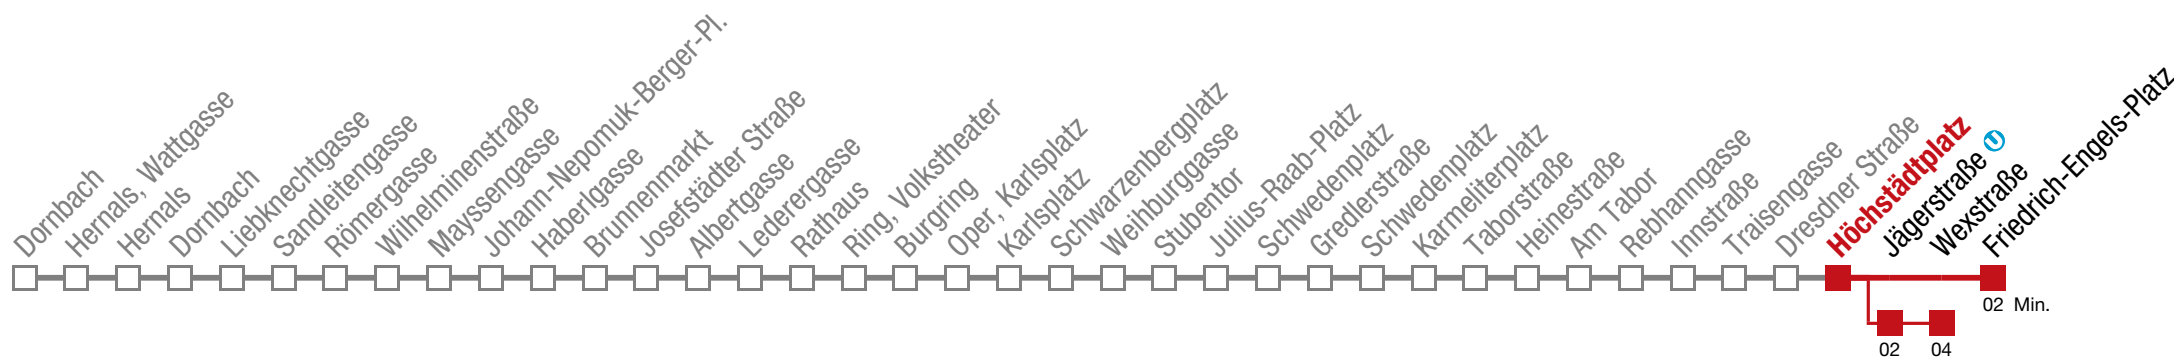 Dornbach
Hernals, Wattgasse
Hernals
Dornbach
Liebknechtgasse
Sandleitengasse
Römergasse
Wilhelminenstraße
Mayssengasse
Johann-Nepomuk-Berger-Pl.
Haberlgasse
Brunnenmarkt
Josefstädter Straße
Albertgasse
Lederergasse
Rathaus
Ring, Volkstheater
Burgring
Oper, Karlsplatz
Karlsplatz
Schwarzenbergplatz
Weihburggasse
Stubentor
Julius-Raab-Platz
Schwedenplatz
Gredlerstraße
Schwedenplatz
Karmeliterplatz
Taborstraße
Heinestraße
Am Tabor
Rebhanngasse
Innstraße
Traisengasse
Dresdner Straße
Höchstädtplatz
Jägerstraße U
Wexstraße
Friedrich-Engels-Platz
02 Min.
02 04